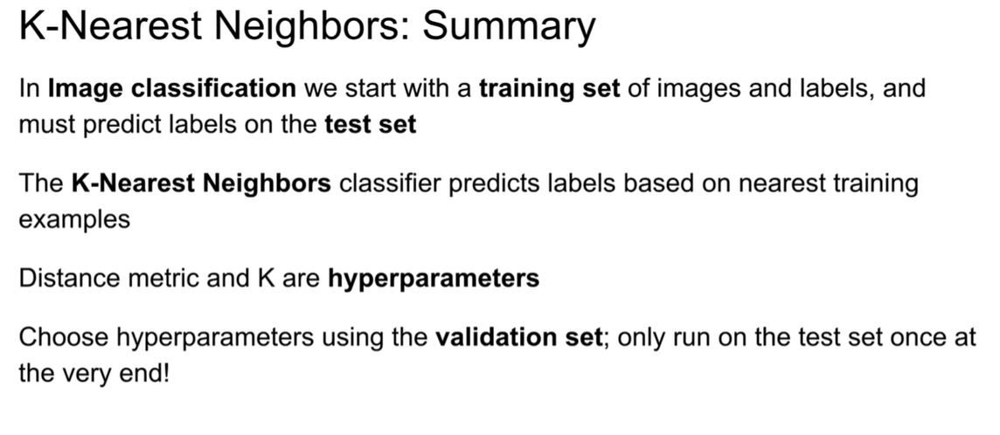 K-Nearest Neighbors: Summary
In Image classification we start with a training set of images and labels, and
must predict labels on the test set
The K-Nearest Neighbors classifier predicts labels based on nearest training
examples
Distance metric and K are hyperparameters
Choose hyperparameters using the validation set; only run on the test set once at
the very end!